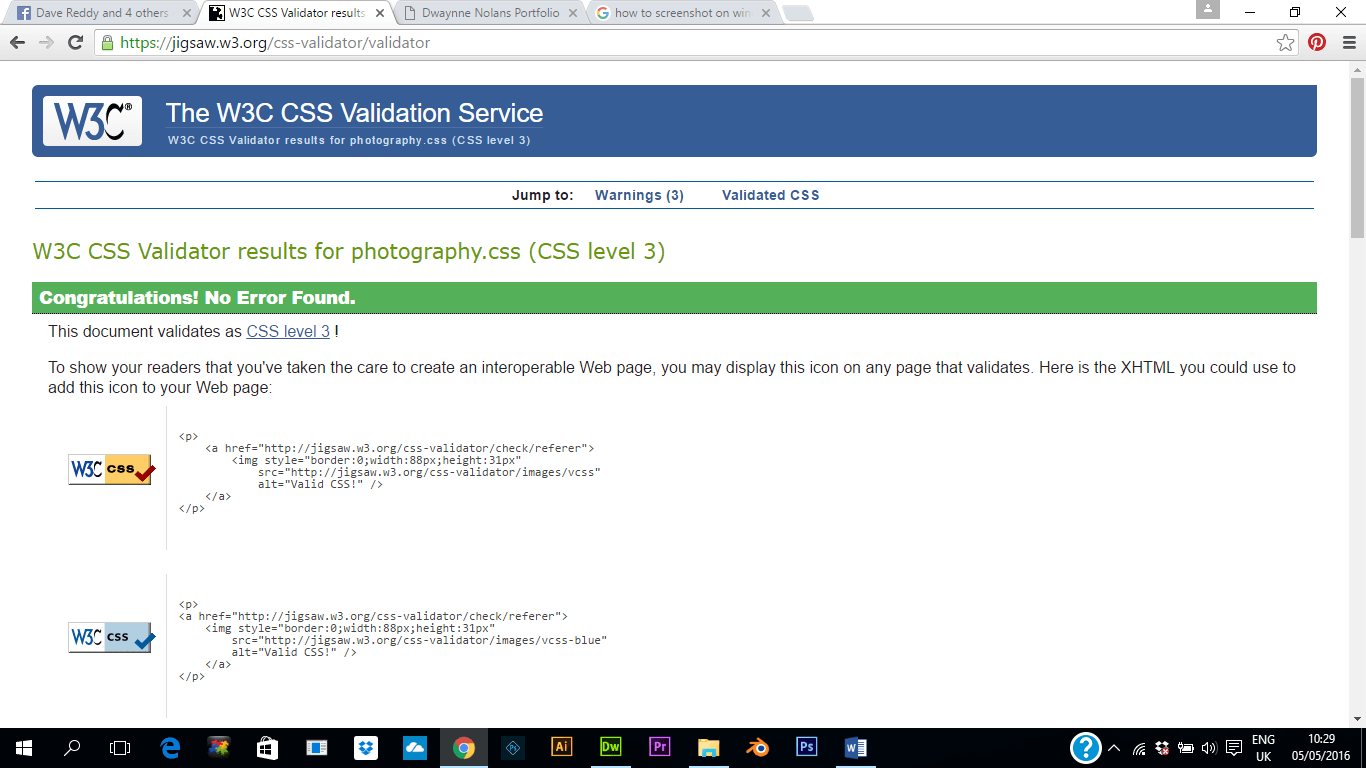 Dave Reddy and 4 others
W3C CSS Validator results
Dwaynne Nolans Portfolio
how to screenshot on win
https://jigsaw.w3.org/css-validator/validator
W3C®
The W3C CSS Validation Service
W3C CSS Validator results for photography.css (CSS level 3)
Jump to: Warnings (3) Validated CSS
W3C CSS Validator results for photography.css (CSS level 3)
Congratulations! No Error Found.
This document validates as CSS level 3 !
To show your readers that you've taken the care to create an interoperable Web page, you may display this icon on any page that validates. Here is the XHTML you could use to
add this icon to your Web page:
W3C css
<p>
<a href="http://jigsaw.w3.org/css-validator/check/referer">
<img style="border:0;width:88px;height:31px"
src="http://jigsaw.w3.org/css-validator/images/vcss"
alt="Valid CSS!" />
</a>
</p>
W3C css
<p>
<a href="http://jigsaw.w3.org/css-validator/check/referer">
<img style="border:0;width:88px;height:31px"
src="http://jigsaw.w3.org/css-validator/images/vcss-blue"
alt="Valid CSS!" />
</a>
</p>
Ps
Ai
Dw
Pr
Ps
W
?
ENG
UK
10:29
05/05/2016